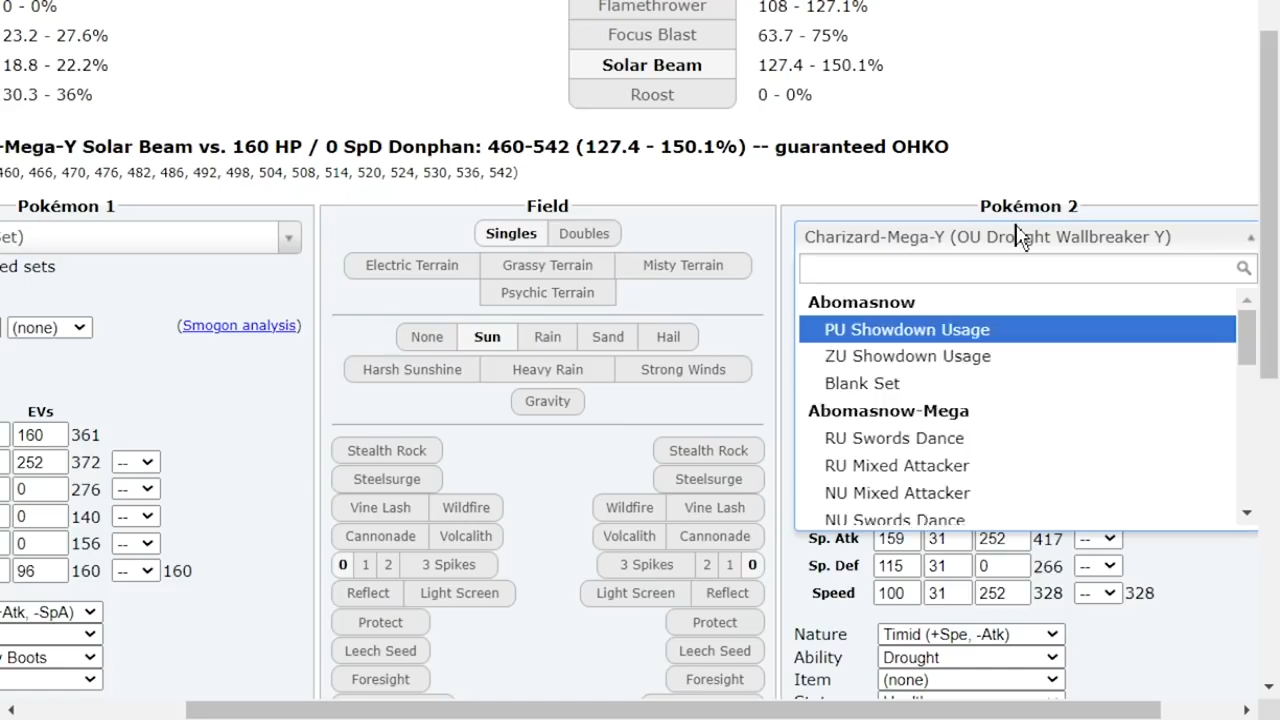 0 - 0%
Flamethrower
108 - 127.1%
23.2 - 27.6%
Focus Blast
63.7 - 75%
18.8 - 22.2%
Solar Beam
127.4 - 150.1%
30.3 - 36%
Roost
0 - 0%
-Mega-Y Solar Beam vs. 160 HP / 0 SpD Donphan: 460-542 (127.4 - 150.1%) -- guaranteed OHKO
460, 466, 470, 476, 482, 486, 492, 498, 504, 508, 514, 520, 524, 530, 536, 542)
Pokémon 1
Set)
ed sets
(none)
(Smogon analysis)
EVs
160 361
252 372 --
0 276 --
0 140 --
0 156 --
96 160 -- 160
+Atk, -SpA)
Boots
Field
Singles Doubles
Electric Terrain Grassy Terrain Misty Terrain
Psychic Terrain
None Sun Rain Sand Hail
Harsh Sunshine Heavy Rain Strong Winds
Gravity
Stealth Rock Stealth Rock
Steelsurge Steelsurge
Vine Lash Wildfire Wildfire Vine Lash
Cannonade Volcalith Volcalith Cannonade
0 1 2 3 Spikes 3 Spikes 2 1 0
Reflect Light Screen Light Screen Reflect
Protect Protect
Leech Seed Leech Seed
Foresight Foresight
Pokémon 2
Charizard-Mega-Y (OU Drought Wallbreaker Y)
Abomasnow
PU Showdown Usage
ZU Showdown Usage
Blank Set
Abomasnow-Mega
RU Swords Dance
RU Mixed Attacker
NU Mixed Attacker
NU Swords Dance
Sp. Atk 159 31 252 417 --
Sp. Def 115 31 0 266 --
Speed 100 31 252 328 -- 328
Nature Timid (+Spe, -Atk)
Ability Drought
Item (none)